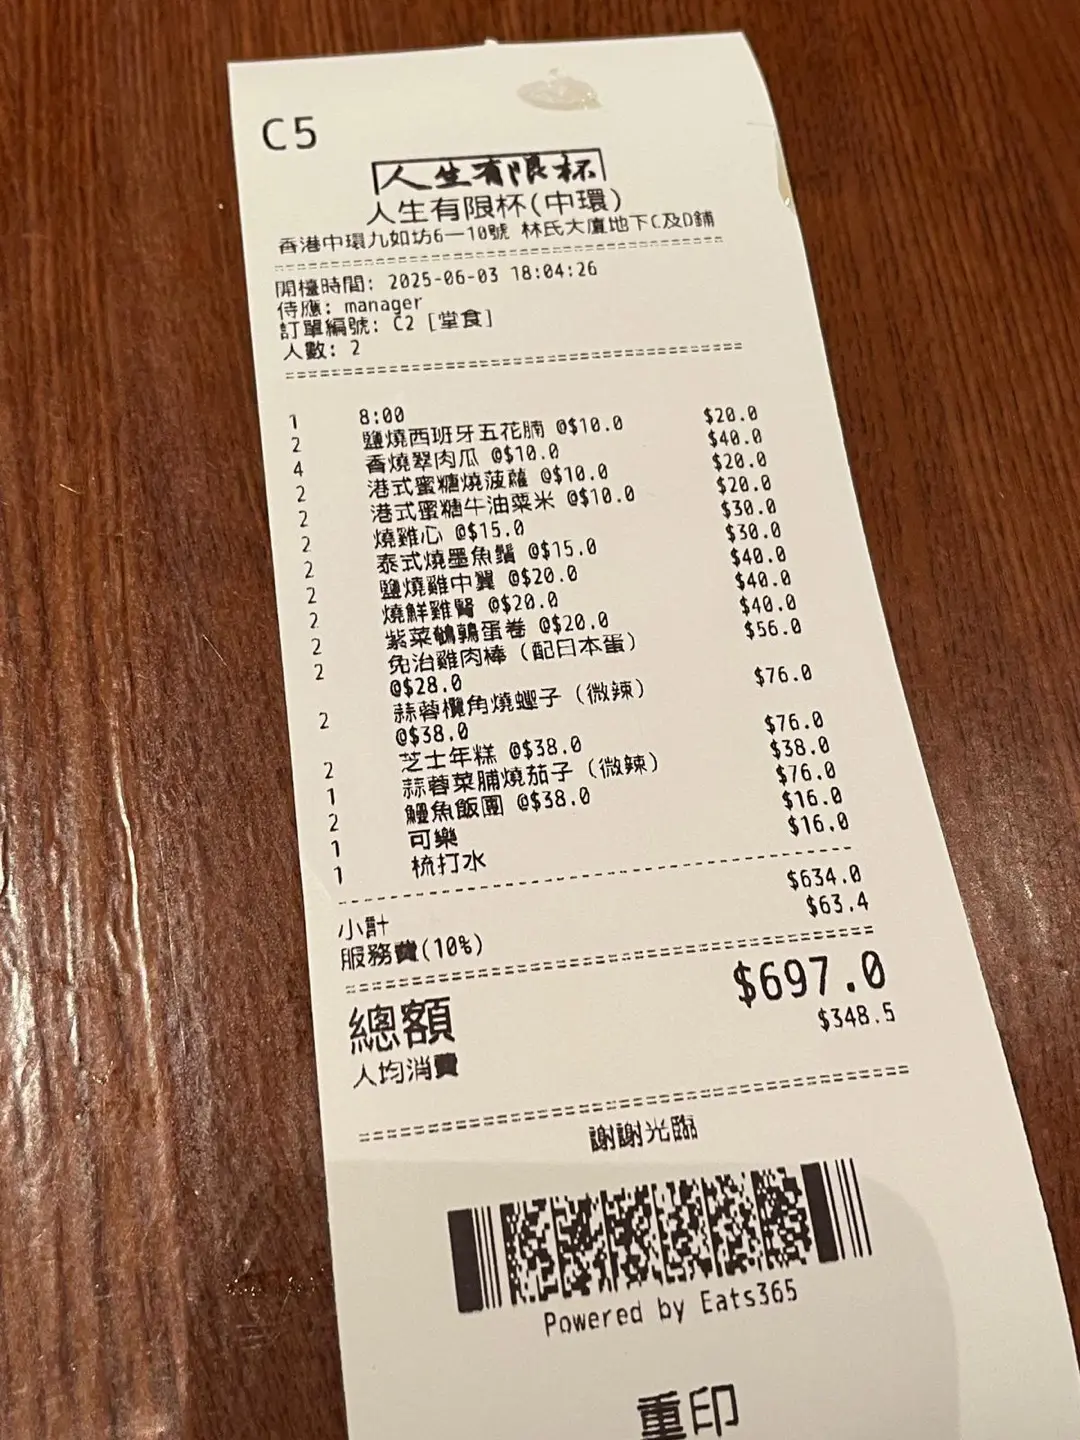 C5
人生有限杯
人生有限杯(中環)
香港中環九如坊6—10號 林氏大廈地下C及D鋪
開檯時間: 2025-06-03 18:04:26
侍應: manager
訂單編號: C2 [堂食]
人數: 2
1 8:00
2 鹽燒西班牙五花腩 @$10.0 $20.0
4 香燒翠肉瓜 @$10.0 $40.0
2 港式蜜糖燒菠蘿 @$10.0 $20.0
2 港式蜜糖牛油粟米 @$10.0 $20.0
2 燒雞心 @$15.0 $30.0
2 泰式燒墨魚鬚 @$15.0 $30.0
2 鹽燒雞中翼 @$20.0 $40.0
2 燒鮮雞腎 @$20.0 $40.0
2 紫菜鵪鶉蛋卷 @$20.0 $40.0
2 免治雞肉棒 (配日本蛋) $56.0
@$28.0
2 蒜蓉欖角燒蟶子 (微辣) $76.0
@$38.0
2 芝士年糕 @$38.0 $76.0
1 蒜蓉菜脯燒茄子 (微辣) $38.0
2 鰻魚飯團 @$38.0 $76.0
1 可樂 $16.0
1 梳打水 $16.0
小計 $634.0
服務費(10%) $63.4
總額 $697.0
人均消費 $348.5
謝謝光臨
Powered by Eats365
重印